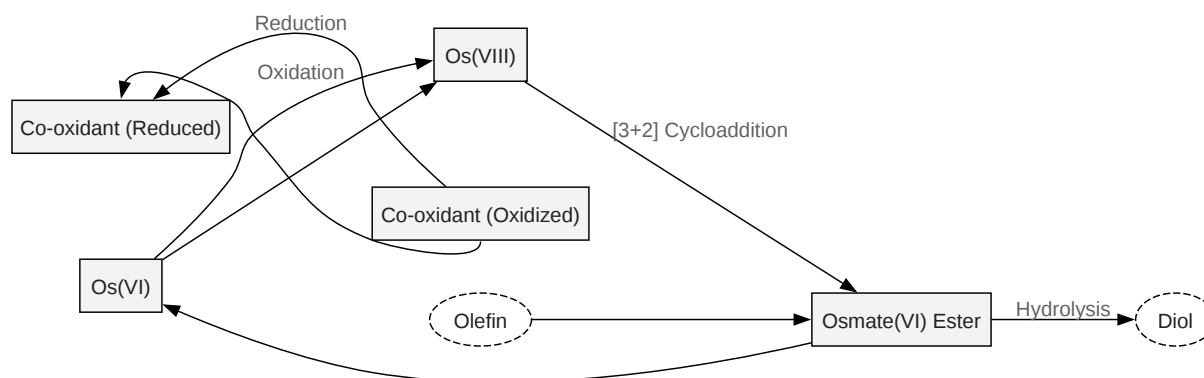 Reduction
Os(VIII)
Oxidation
Co-oxidant (Reduced)
[3+2] Cycloaddition
Co-oxidant (Oxidized)
Os(VI)
Olefin
Osmate(VI) Ester
Hydrolysis
Diol